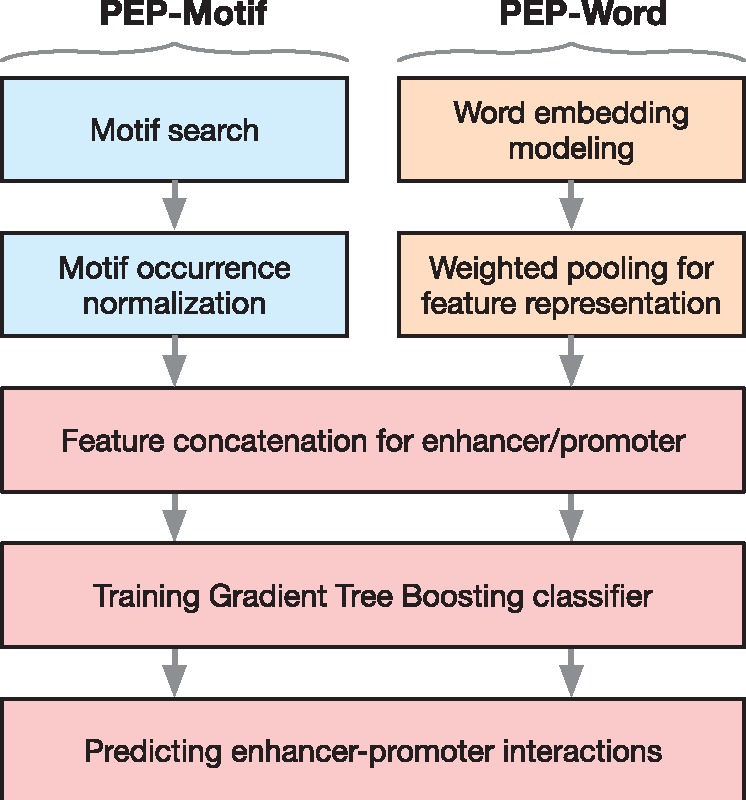 PEP-Motif
PEP-Word
Motif search
Word embedding
modeling
Motif occurrence
normalization
Weighted pooling for
feature representation
Feature concatenation for enhancer/promoter
Training Gradient Tree Boosting classifier
Predicting enhancer-promoter interactions